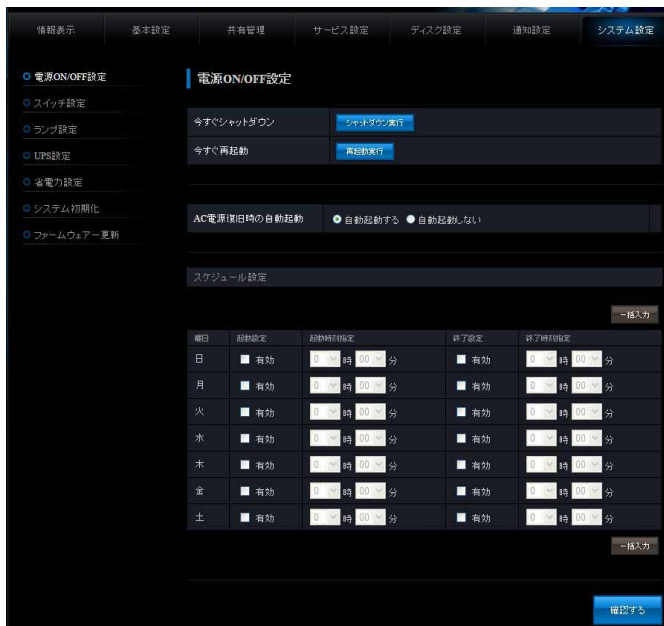 情報表示 基本設定 共有管理 サービス設定 ディスク設定 通知設定 システム設定
電源ON/OFF設定
スイッチ設定
ランプ設定
UPS設定
省電力設定
システム初期化
ファームウェアー更新
電源ON/OFF設定
今すぐシャットダウン シャットダウン実行
今すぐ再起動 再起動実行
AC電源復旧時の自動起動 自動起動する 自動起動しない
スケジュール設定
一括入力
曜日 起動設定 起動時刻指定 終了設定 終了時刻指定
日 有効 0 時 00 分 有効 0 時 00 分
月 有効 0 時 00 分 有効 0 時 00 分
火 有効 0 時 00 分 有効 0 時 00 分
水 有効 0 時 00 分 有効 0 時 00 分
木 有効 0 時 00 分 有効 0 時 00 分
金 有効 0 時 00 分 有効 0 時 00 分
土 有効 0 時 00 分 有効 0 時 00 分
一括入力
確認する